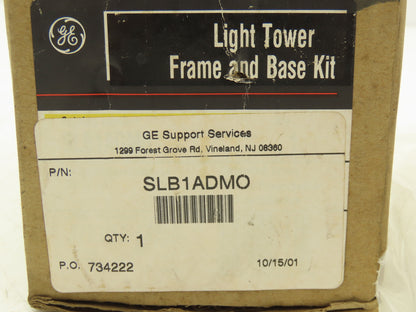 GE
Light Tower
Frame and Base Kit
GE Support Services
1299 Forest Grove Rd, Vineland, NJ 08360
P/N:
SLB1ADMO
QTY: 1
P.O. 734222 10/15/01